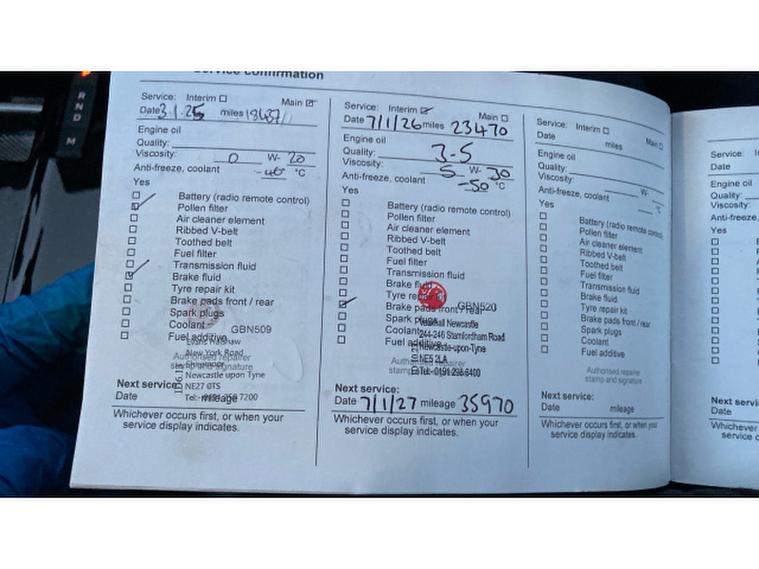 Service confirmation
Service: Interim ☐ Main ☑
Date 3.1.25 miles
Engine oil
Quality:
Viscosity: 0 W- 20
Anti-freeze, coolant -40° °C
Yes
Battery (radio remote control)
Pollen filter
Air cleaner element
Ribbed V-belt
Toothed belt
Fuel filter
Transmission fluid
Brake fluid
Tyre repair kit
Brake pads front / rear
Spark plugs
Coolant GBN509
Fuel additive
Evans Halshaw
New York Road
Authorised repairer
Shiremoor
stamp and signature
Newcastle upon Tyne
Next service: NE27 0TS
Date mileage
Whichever occurs first, or when your
service display indicates.
Service: Interim ☑ Main ☐
Date 7/1/26 miles 23470
Engine oil
Quality: 3-5
Viscosity: 5 W- 30
Anti-freeze, coolant -50 °C
Yes
Battery (radio remote control)
Pollen filter
Air cleaner element
Ribbed V-belt
Toothed belt
Fuel filter
Transmission fluid
Brake fluid
Tyre repair kit GBN520
Brake pads front / rear
Spark plugs Vauxhall Newcastle
Coolant 244-246 Stamfordham Road
Fuel additive Newcastle-upon-Tyne
NE5 2LA
Authorised repairer
stamp Tel:- 0191 298 6400
Next service:
Date 7/1/27 mileage 35970
Whichever occurs first, or when your
service display indicates.
Service: Interim ☐ Main ☐
Date miles
Engine oil
Quality:
Viscosity: W-
Anti-freeze, coolant °C
Yes
Battery (radio remote control)
Pollen filter
Air cleaner element
Ribbed V-belt
Toothed belt
Fuel filter
Transmission fluid
Brake fluid
Tyre repair kit
Brake pads front / rear
Spark plugs
Coolant
Fuel additive
Authorised repairer
stamp and signature
Next service:
Date mileage
Whichever occurs first, or when your
service display indicates.
Service:
Date
Engine oil
Quality:
Viscosity:
Anti-freeze,
Yes
Next servi
Date
Whichever
service
R
N
D
M